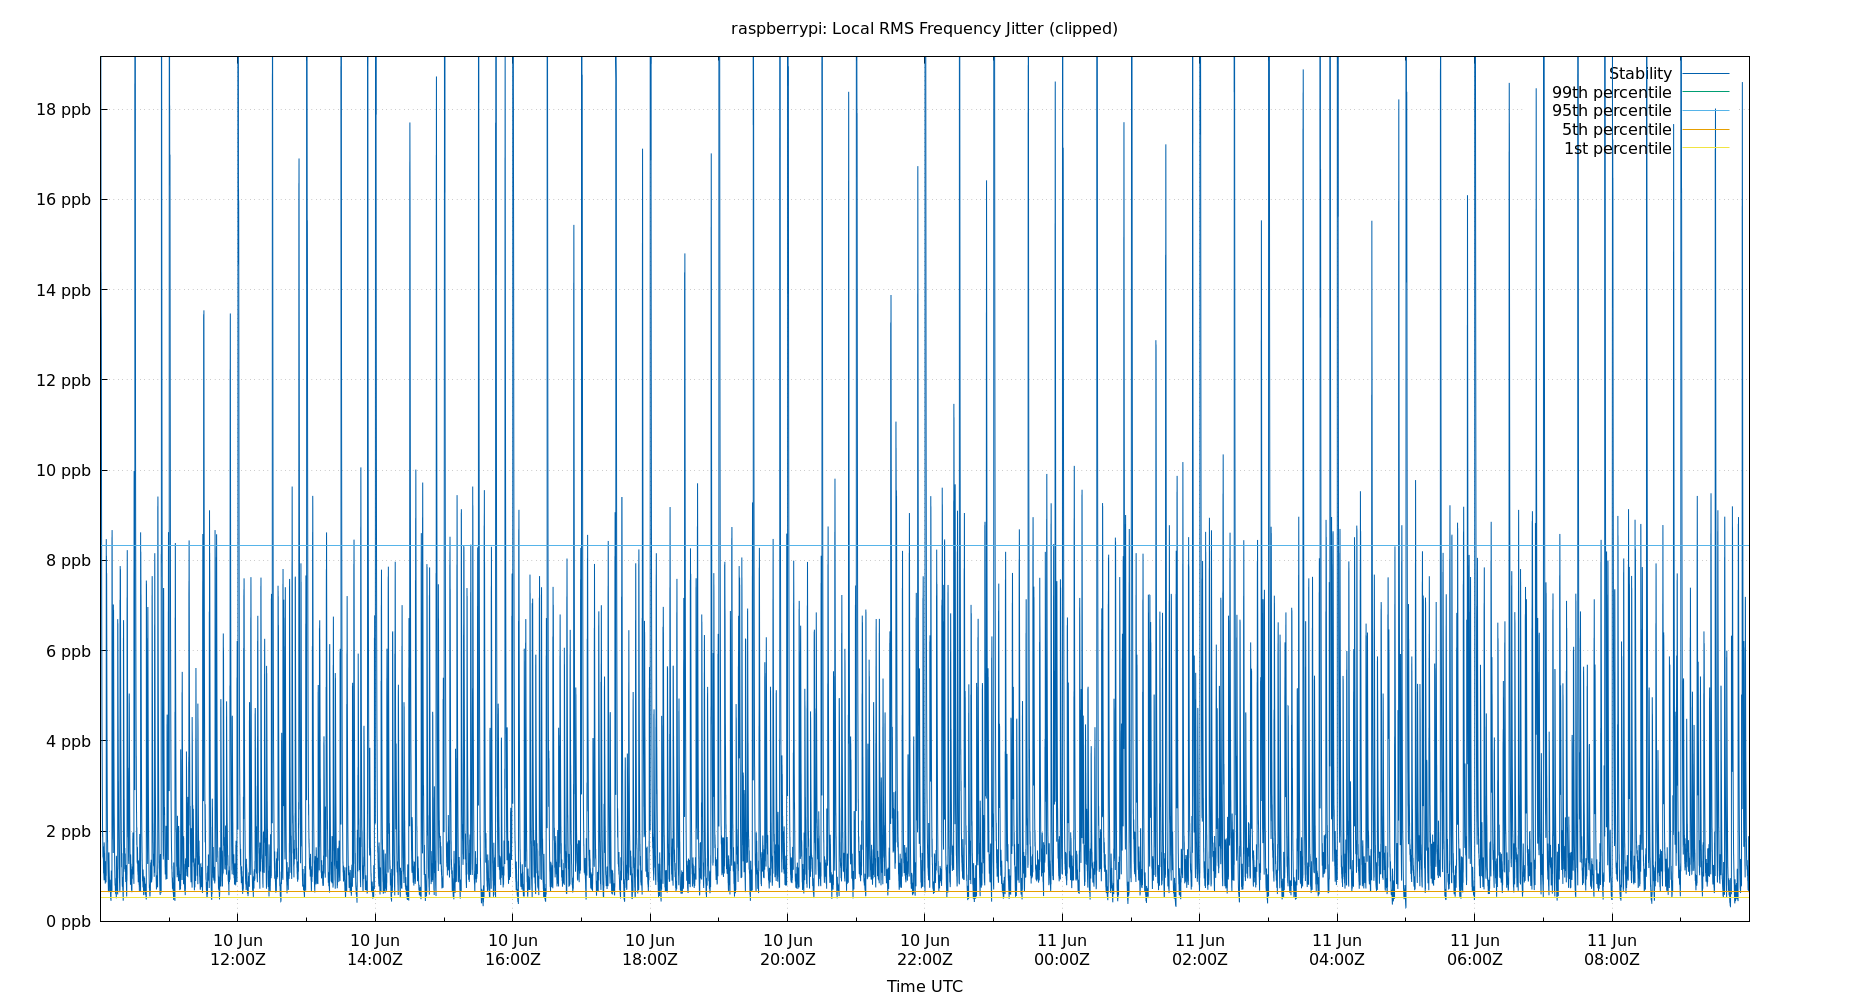 raspberrypi: Local RMS Frequency Jitter (clipped)
Stability
99th percentile
95th percentile
5th percentile
1st percentile
18 ppb
16 ppb
14 ppb
12 ppb
10 ppb
8 ppb
6 ppb
4 ppb
2 ppb
0 ppb
10 Jun 10 Jun 10 Jun 10 Jun 10 Jun 10 Jun 11 Jun 11 Jun 11 Jun 11 Jun 11 Jun
12:00Z 14:00Z 16:00Z 18:00Z 20:00Z 22:00Z 00:00Z 02:00Z 04:00Z 06:00Z 08:00Z
Time UTC